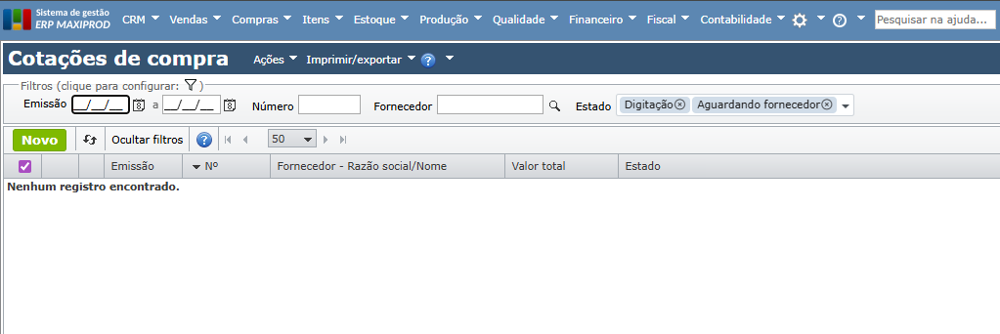 Sistema de gestão
ERP MAXIPROD
CRM Vendas Compras Itens Estoque Produção Qualidade Financeiro Fiscal Contabilidade ? Pesquisar na ajuda...
Cotações de compra Ações Imprimir/exportar ?
Filtros (clique para configurar: )
Emissão __/__/__ 8 a __/__/__ 8 Número Fornecedor Estado Digitação Aguardando fornecedor
Novo Ocultar filtros ? 50
Emissão Nº Fornecedor - Razão social/Nome Valor total Estado
Nenhum registro encontrado.